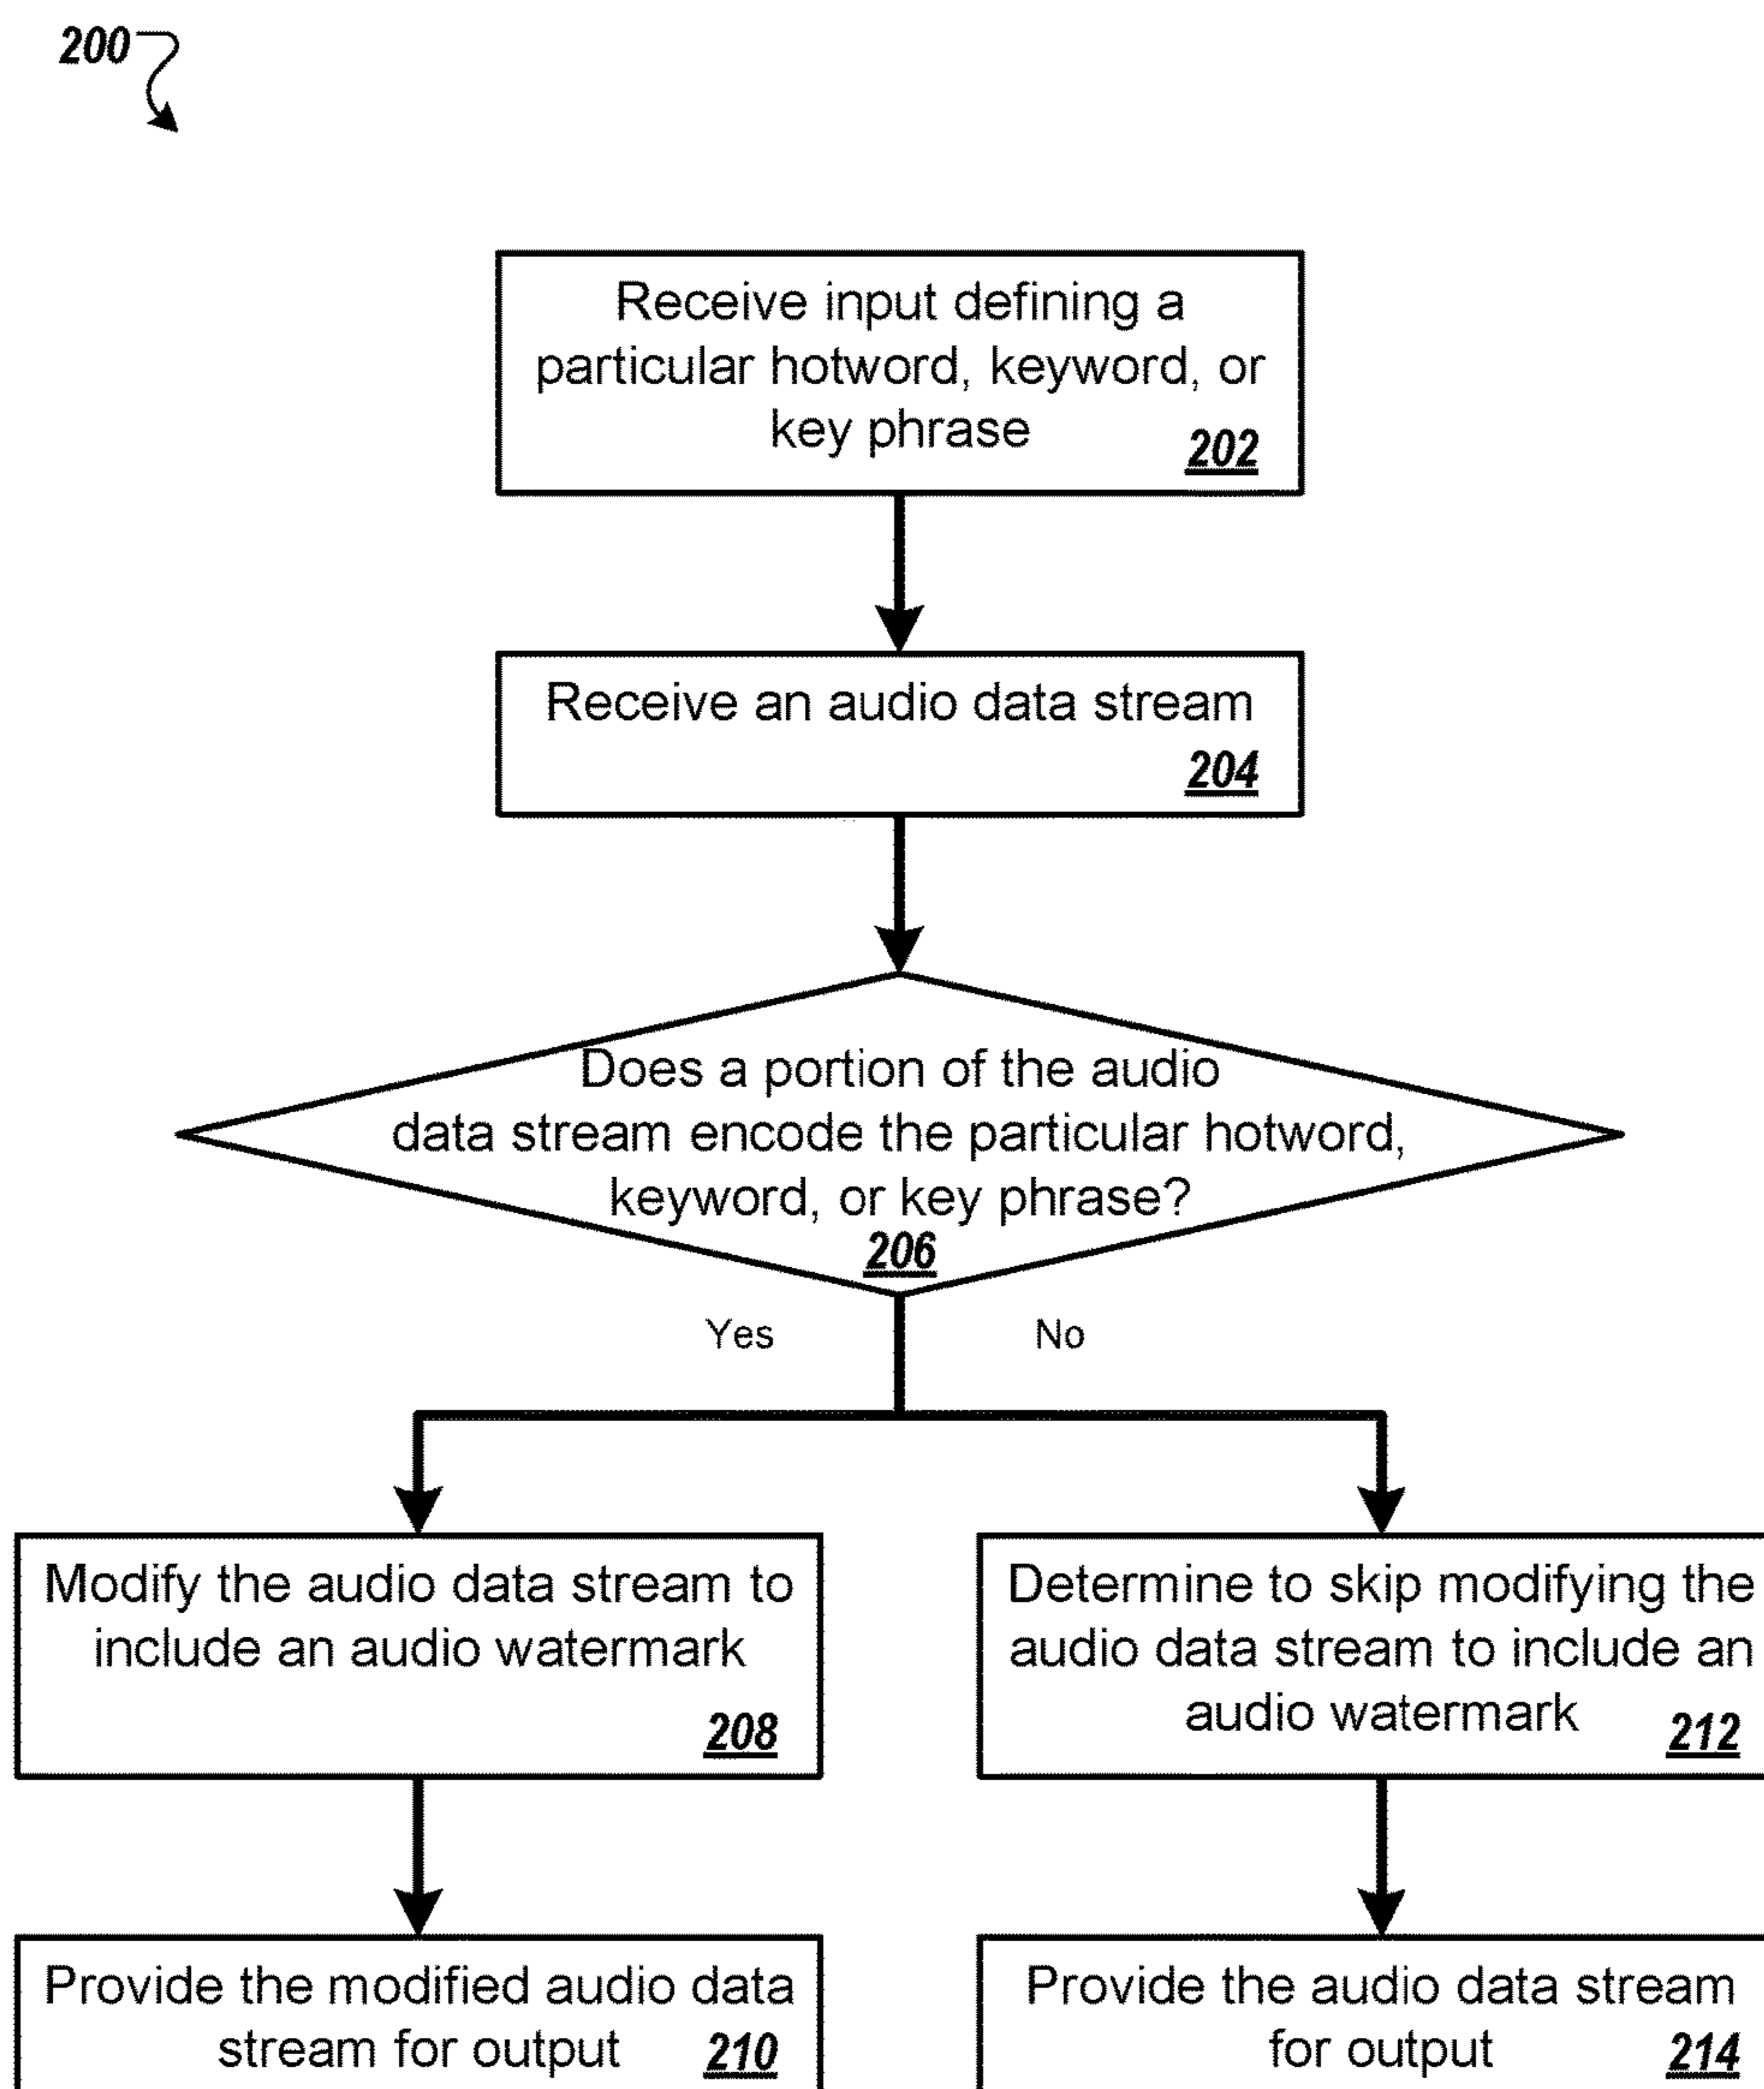 200
Receive input defining a
particular hotword, keyword, or
key phrase 202
Receive an audio data stream
204
Does a portion of the audio
data stream encode the particular hotword,
keyword, or key phrase?
206
Yes
No
Modify the audio data stream to
include an audio watermark
208
Determine to skip modifying the
audio data stream to include an
audio watermark 212
Provide the modified audio data
stream for output 210
Provide the audio data stream
for output 214